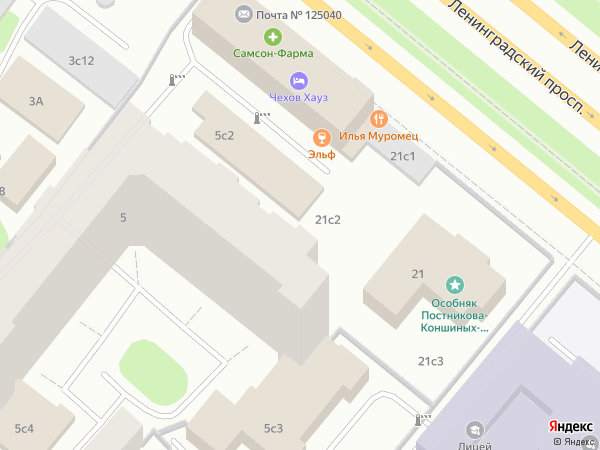 Почта № 125040
Самсон-Фарма
Ленинградский просп.
Лени
3с12
3А
Чехов Хауз
5с2
Илья Муромец
Эльф
21с1
8
5
21с2
21
Особняк
Постникова-
Коншиных-...
21с3
5с4
5с3
Лицей
Яндекс
© Яндекс